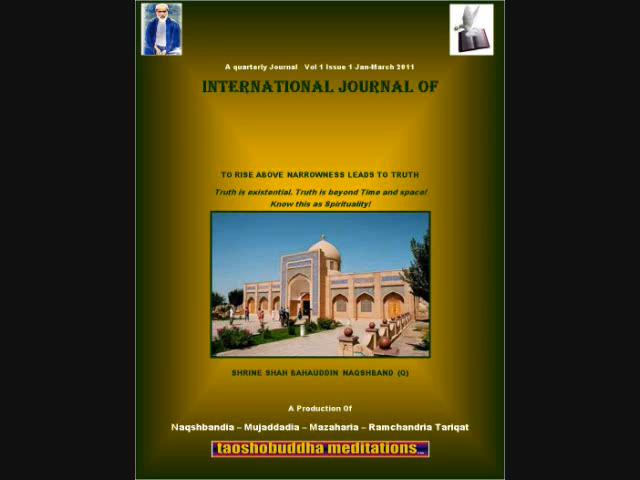 A quarterly Journal Vol 1 Issue 1 Jan-March 2011
INTERNATIONAL JOURNAL OF
TO RISE ABOVE NARROWNESS LEADS TO TRUTH
Truth is existential. Truth is beyond Time and space!
Know this as Spirituality!
SHRINE SHAH BAHAUDDIN NAQSHBAND (Q)
A Production Of
Naqshbandia – Mujaddadia – Mazaharia – Ramchandria Tariqat
taoshobuddha meditations...